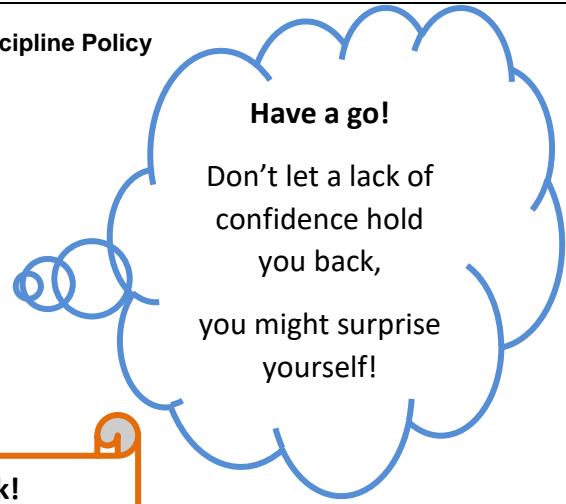 cipline Policy
Have a go!
Don’t let a lack of
confidence hold
you back,
you might surprise
yourself!
k!